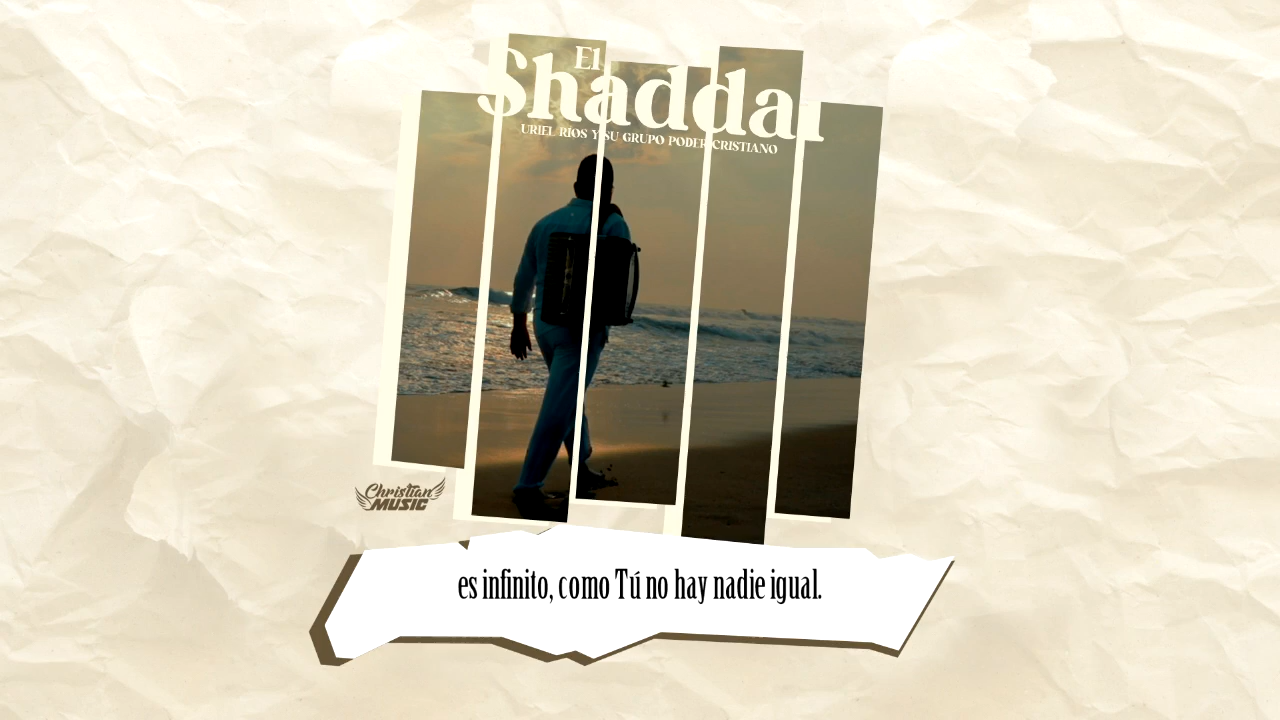 El
Shaddai
URIEL RIOS Y SU GRUPO PODER CRISTIANO
Christian
MUSIC
es infinito, como Tú no hay nadie igual.